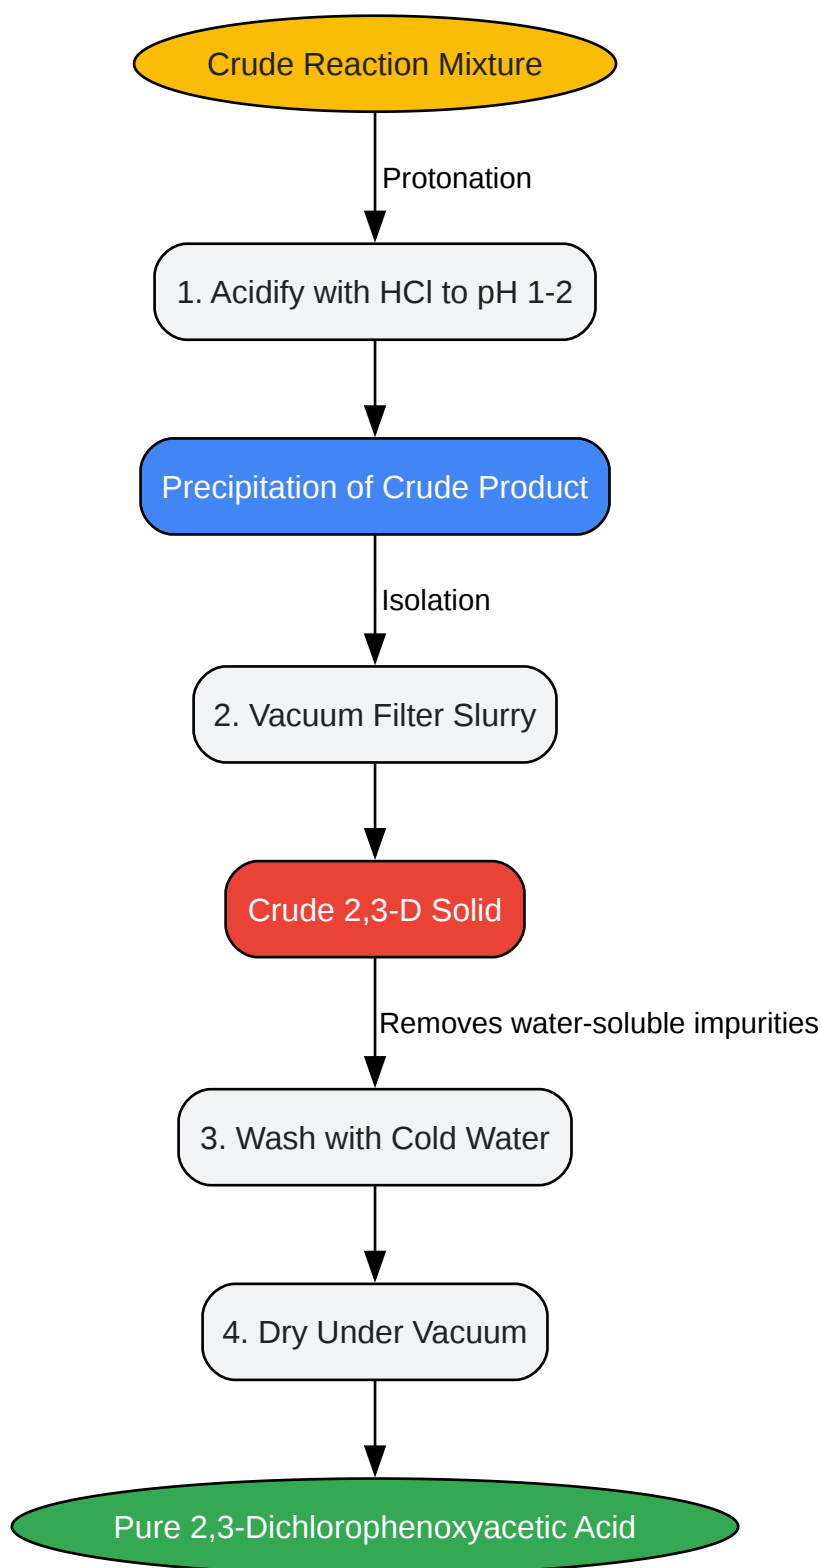 Crude Reaction Mixture
Protonation
1. Acidify with HCl to pH 1-2
Precipitation of Crude Product
Isolation
2. Vacuum Filter Slurry
Crude 2,3-D Solid
Removes water-soluble impurities
3. Wash with Cold Water
4. Dry Under Vacuum
Pure 2,3-Dichlorophenoxyacetic Acid